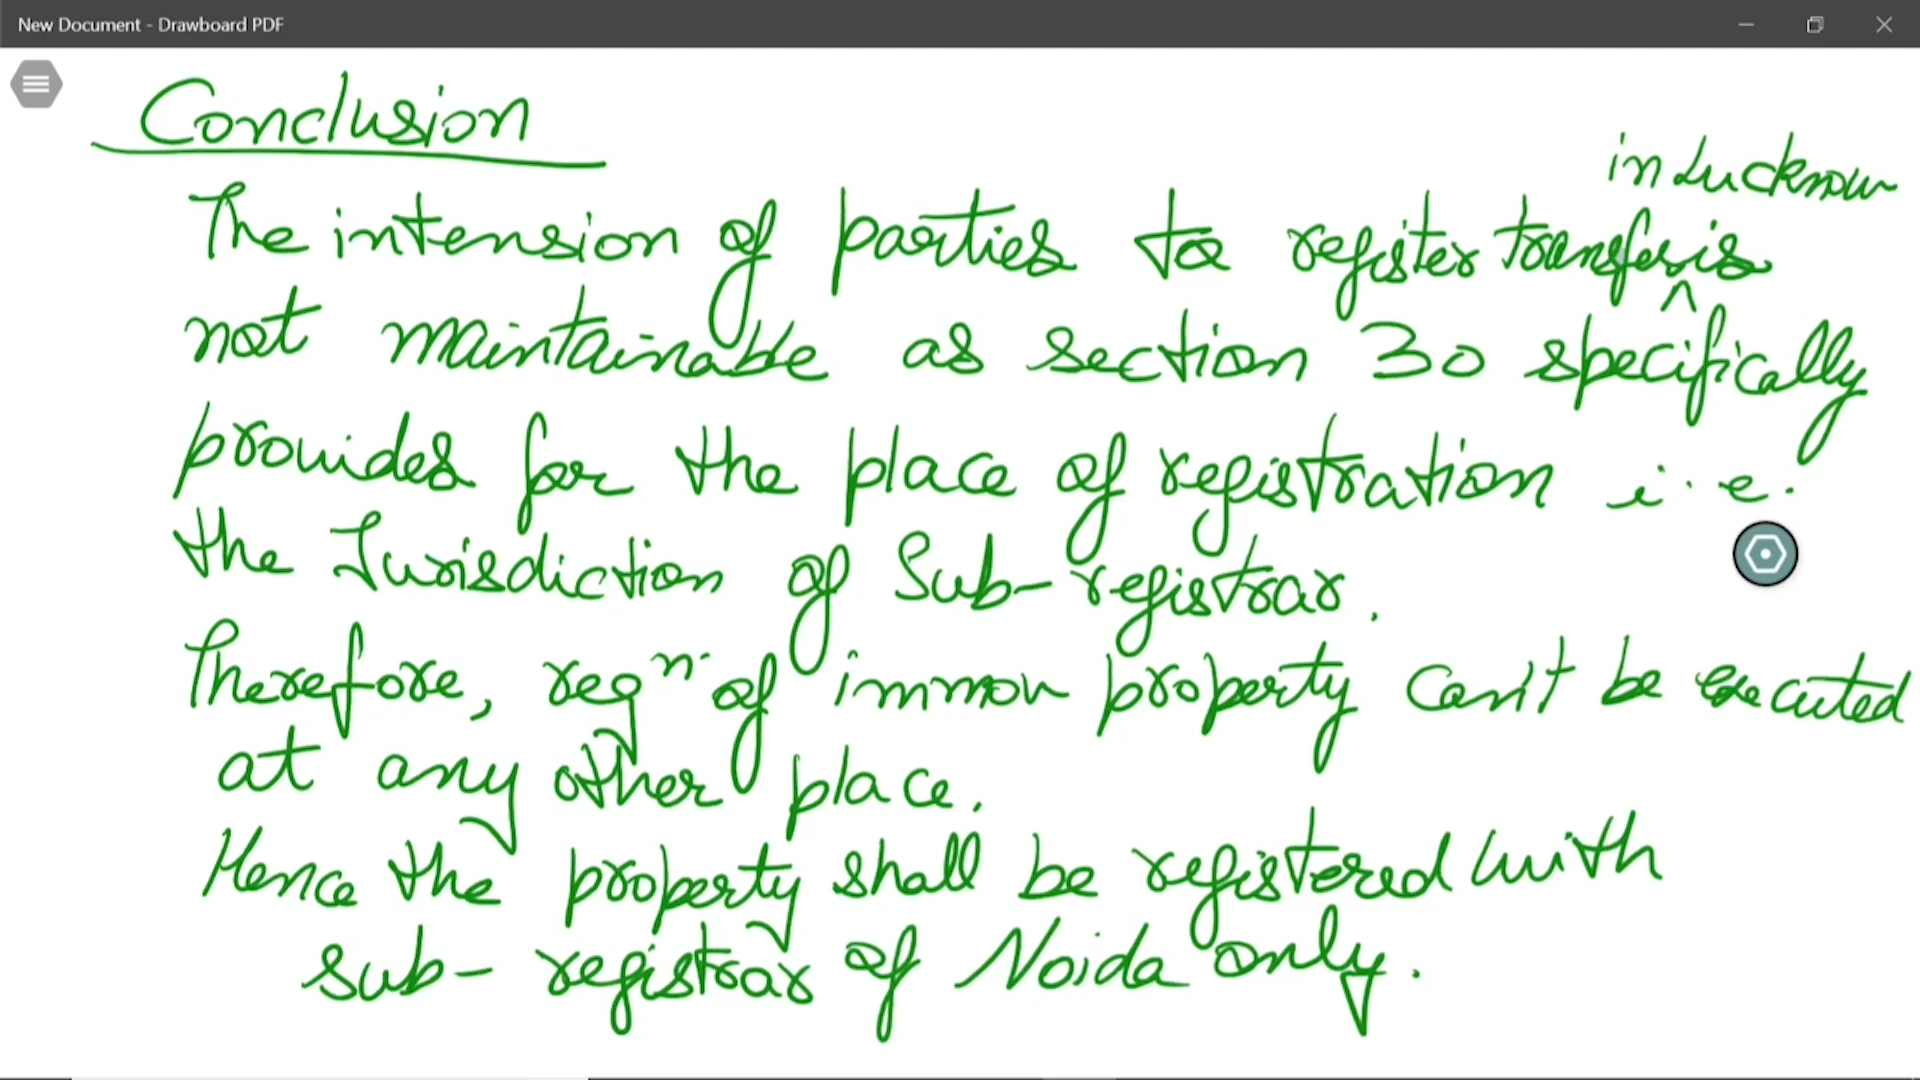 New Document - Drawboard PDF
Conclusion
in Lucknow
The intension of parties to register transfer is
not maintainable as section 30 specifically
provides for the place of registration i.e.
the Jurisdiction of Sub-registrar.
Therefore, regn. of immov property can't be executed
at any other place.
Hence the property shall be registered with
sub-registrar of Noida only.